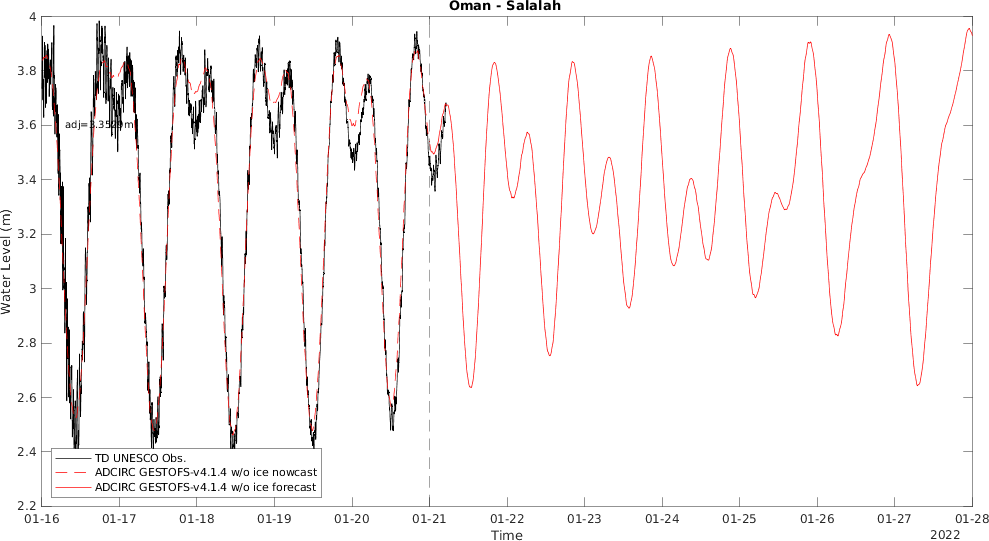 Oman - Salalah
4
3.8
3.6
3.4
3.2
3
2.8
2.6
2.4
2.2
Water Level (m)
adj=3.3529m
TD UNESCO Obs.
ADCIRC GESTOFS-v4.1.4 w/o ice nowcast
ADCIRC GESTOFS-v4.1.4 w/o ice forecast
01-16 01-17 01-18 01-19 01-20 01-21 01-22 01-23 01-24 01-25 01-26 01-27 01-28
Time
2022